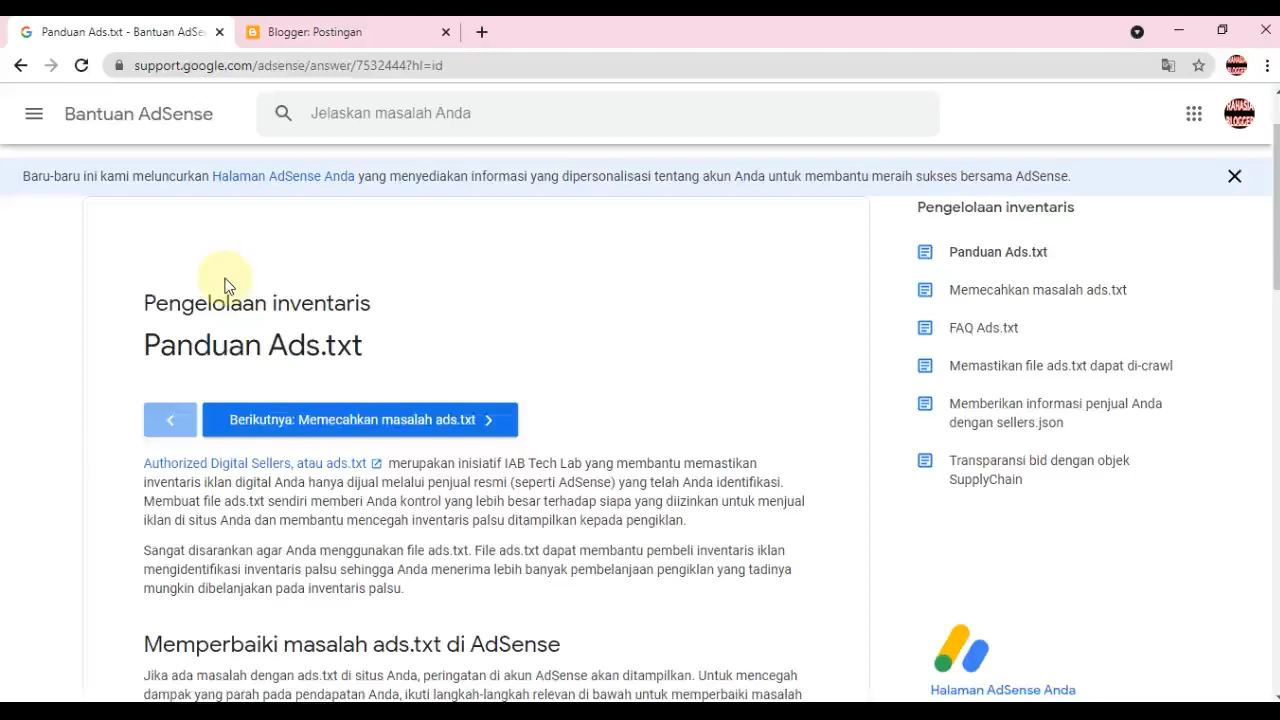 Panduan Ads.txt - Bantuan AdSe
Blogger: Postingan
support.google.com/adsense/answer/7532444?hl=id
Bantuan AdSense
Jelaskan masalah Anda
RAHASIA
BLOGGER
Baru-baru ini kami meluncurkan Halaman AdSense Anda yang menyediakan informasi yang dipersonalisasi tentang akun Anda untuk membantu meraih sukses bersama AdSense.
Pengelolaan inventaris
Panduan Ads.txt
Berikutnya: Memecahkan masalah ads.txt
Authorized Digital Sellers, atau ads.txt merupakan inisiatif IAB Tech Lab yang membantu memastikan
inventaris iklan digital Anda hanya dijual melalui penjual resmi (seperti AdSense) yang telah Anda identifikasi.
Membuat file ads.txt sendiri memberi Anda kontrol yang lebih besar terhadap siapa yang diizinkan untuk menjual
iklan di situs Anda dan membantu mencegah inventaris palsu ditampilkan kepada pengiklan.
Sangat disarankan agar Anda menggunakan file ads.txt. File ads.txt dapat membantu pembeli inventaris iklan
mengidentifikasi inventaris palsu sehingga Anda menerima lebih banyak pembelanjaan pengiklan yang tadinya
mungkin dibelanjakan pada inventaris palsu.
Memperbaiki masalah ads.txt di AdSense
Jika ada masalah dengan ads.txt di situs Anda, peringatan di akun AdSense akan ditampilkan. Untuk mencegah
dampak yang parah pada pendapatan Anda, ikuti langkah-langkah relevan di bawah untuk memperbaiki masalah
Pengelolaan inventaris
Panduan Ads.txt
Memecahkan masalah ads.txt
FAQ Ads.txt
Memastikan file ads.txt dapat di-crawl
Memberikan informasi penjual Anda
dengan sellers.json
Transparansi bid dengan objek
SupplyChain
Halaman AdSense Anda